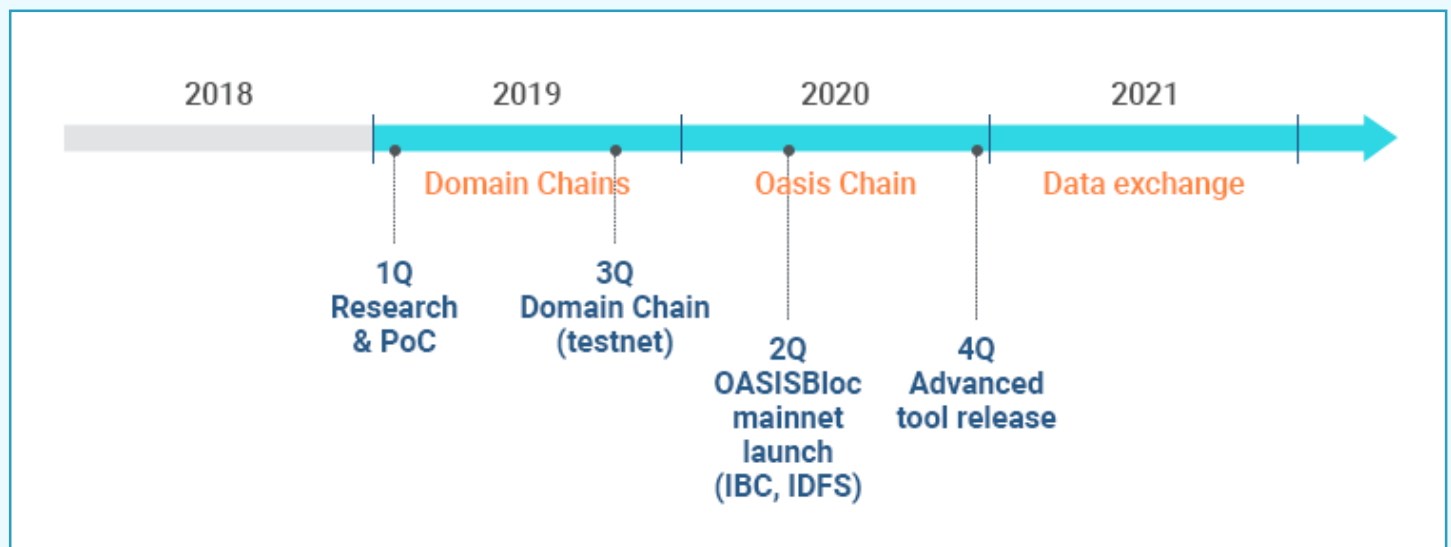 2018
2019
2020
2021
Domain Chains
Oasis Chain
Data exchange
1Q
Research
& PoC
3Q
Domain Chain
(testnet)
2Q
OASISBloc
mainnet
launch
(IBC, IDFS)
4Q
Advanced
tool release